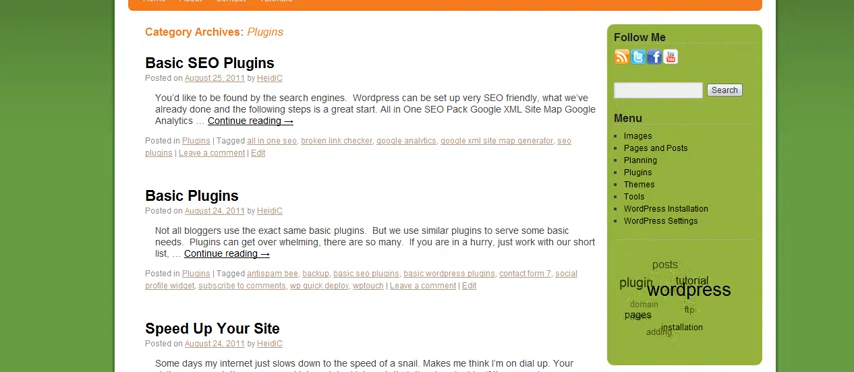 Home About Contact Tutorials
Category Archives: Plugins
Basic SEO Plugins
Posted on August 25, 2011 by HeidiC
You'd like to be found by the search engines. Wordpress can be set up very SEO friendly, what we've
already done and the following steps is a great start. All in One SEO Pack Google XML Site Map Google
Analytics … Continue reading →
Posted in Plugins | Tagged all in one seo, broken link checker, google analytics, google xml site map generator, seo
plugins | Leave a comment | Edit
Basic Plugins
Posted on August 24, 2011 by HeidiC
Not all bloggers use the exact same basic plugins. But we use similar plugins to serve some basic
needs. Plugins can get over whelming, there are so many. If you are in a hurry, just work with our short
list, … Continue reading →
Posted in Plugins | Tagged antispam bee, backup, basic seo plugins, basic wordpress plugins, contact form 7, social
profile widget, subscribe to comments, wp quick deploy, wptouch | Leave a comment | Edit
Speed Up Your Site
Posted on August 24, 2011 by HeidiC
Some days my internet just slows down to the speed of a snail. Makes me think I'm on dial up. Your
Follow Me
You Tube
Search
Menu
Images
Pages and Posts
Planning
Plugins
Themes
Tools
WordPress Installation
WordPress Settings
posts
plugin tutorial
wordpress
domain
pages ftp
installation
adding